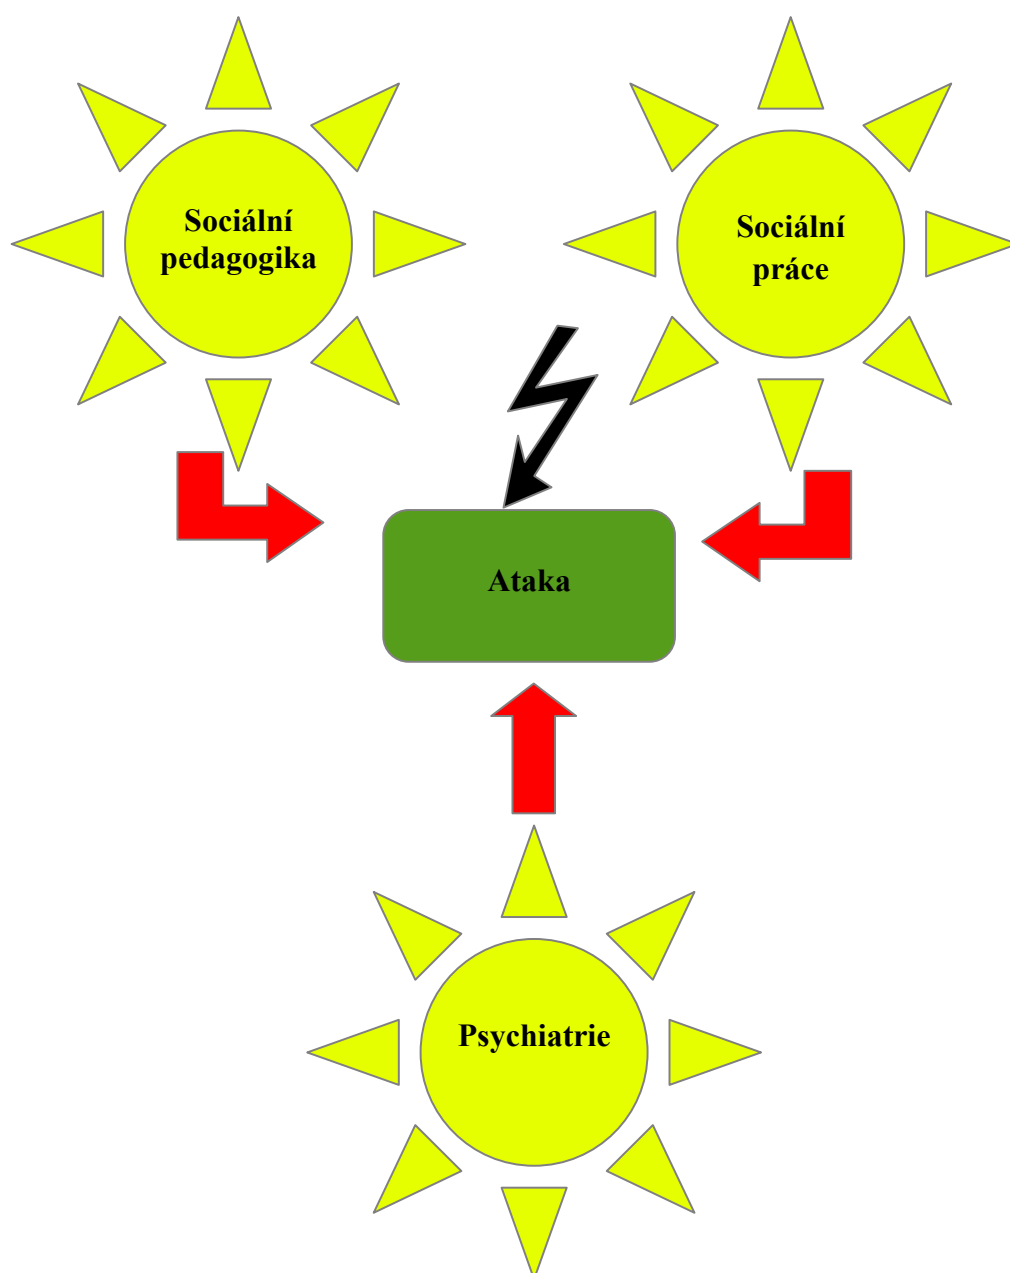 Sociální
pedagogika
Sociální
práce
Ataka
Psychiatrie